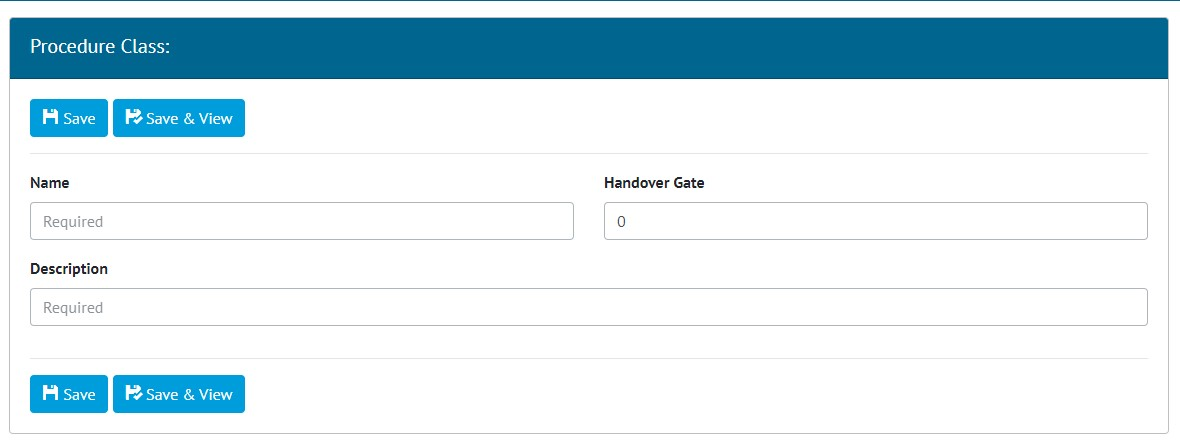 Procedure Class:
Save Save & View
Name Handover Gate
Required 0
Description
Required
Save Save & View